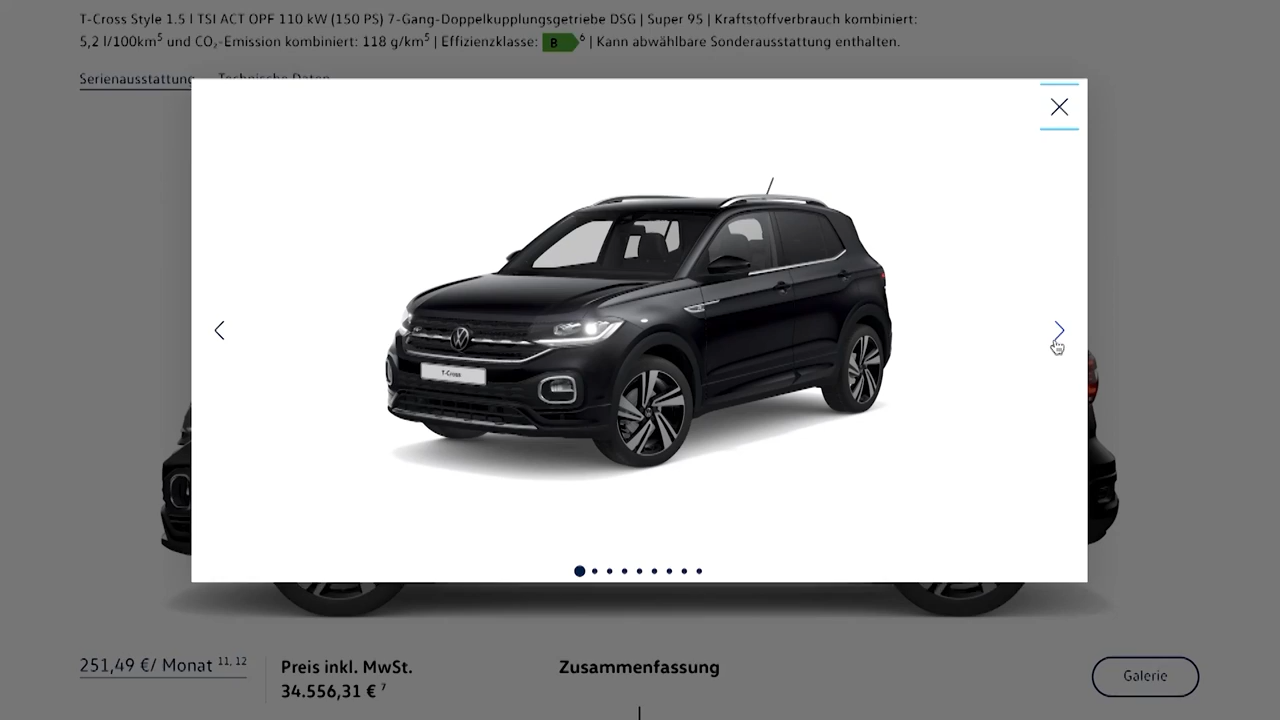 T-Cross Style 1.5 l TSI ACT OPF 110 kW (150 PS) 7-Gang-Doppelkupplungsgetriebe DSG | Super 95 | Kraftstoffverbrauch kombiniert:
5,2 l/100km⁵ und CO₂-Emission kombiniert: 118 g/km⁵ | Effizienzklasse: B ⁶ | Kann abwählbare Sonderausstattung enthalten.
Serienausstattung Technische Daten
T-Cross
251,49 €/ Monat ¹¹, ¹²
Preis inkl. MwSt.
34.556,31 € ⁷
Zusammenfassung
Galerie